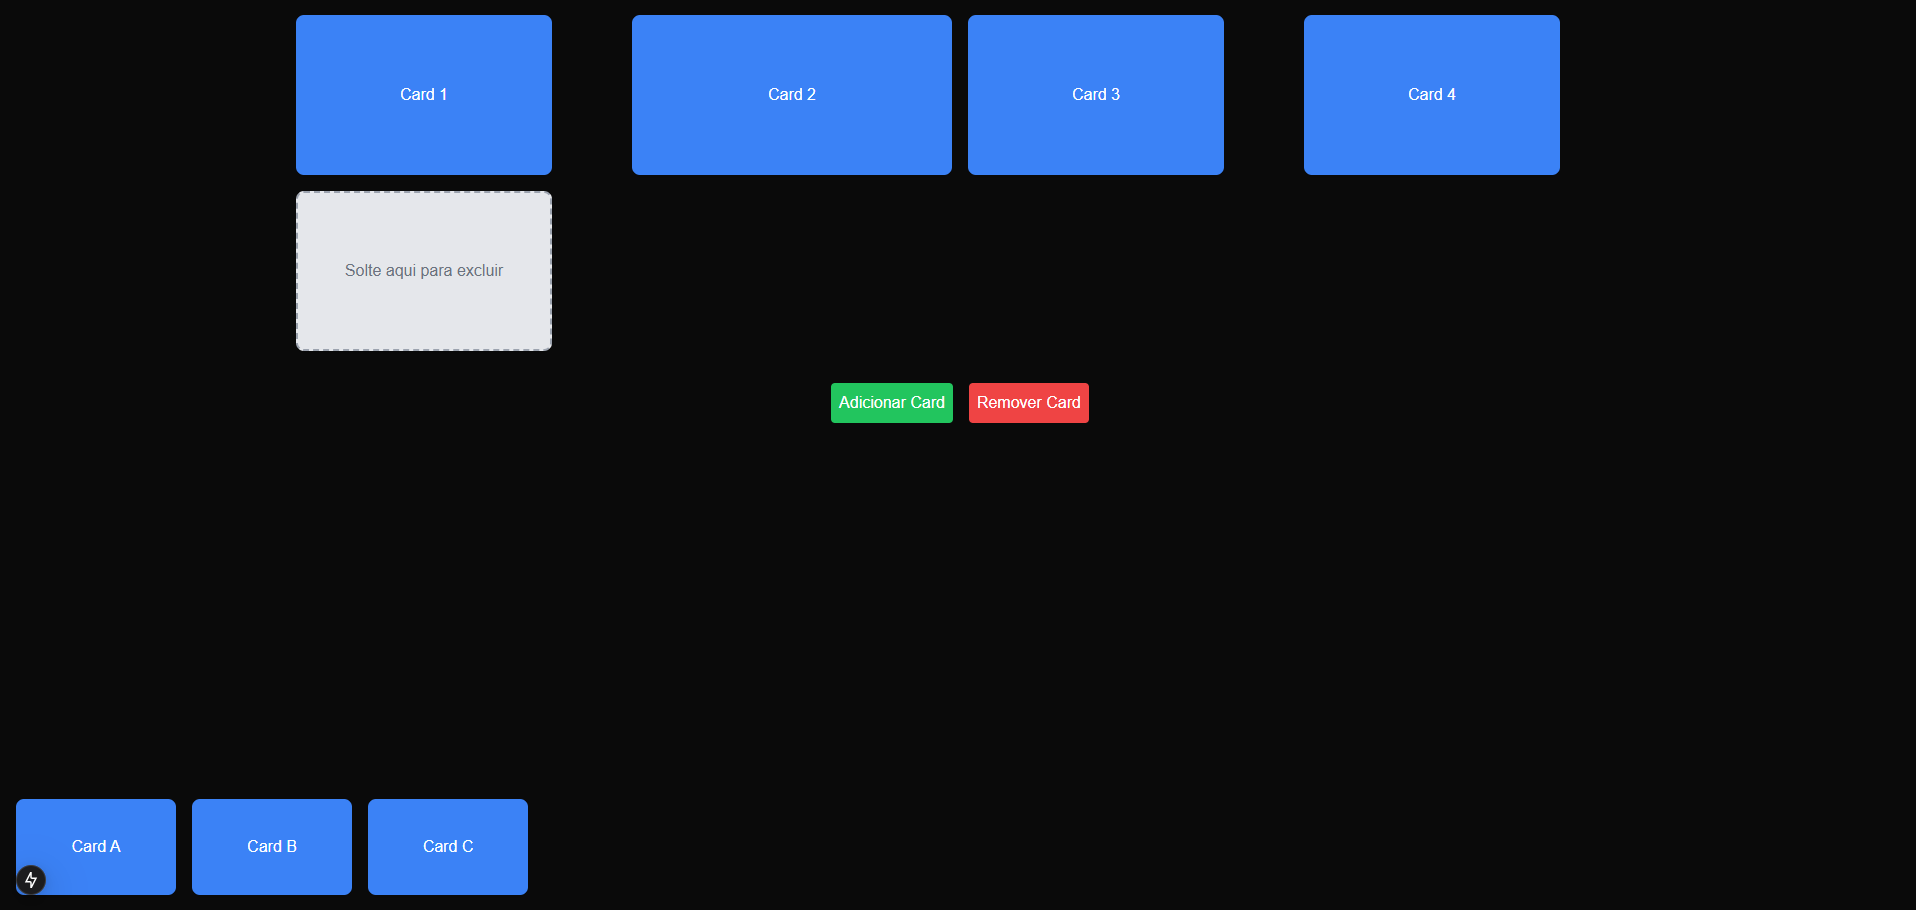 Card 1
Card 2
Card 3
Card 4
Solte aqui para excluir
Adicionar Card
Remover Card
Card A
Card B
Card C